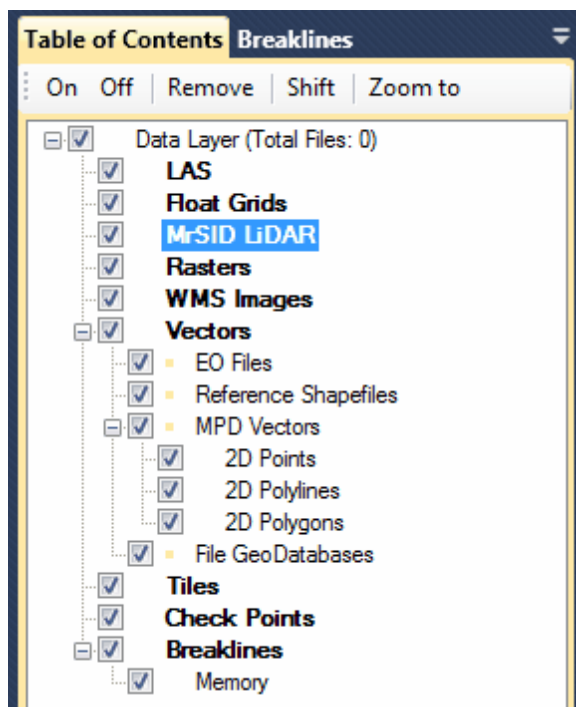 Table of Contents Breaklines
On Off Remove Shift Zoom to
Data Layer (Total Files: 0)
LAS
Float Grids
MrSID LiDAR
Rasters
WMS Images
Vectors
EO Files
Reference Shapefiles
MPD Vectors
2D Points
2D Polylines
2D Polygons
File GeoDatabases
Tiles
Check Points
Breaklines
Memory